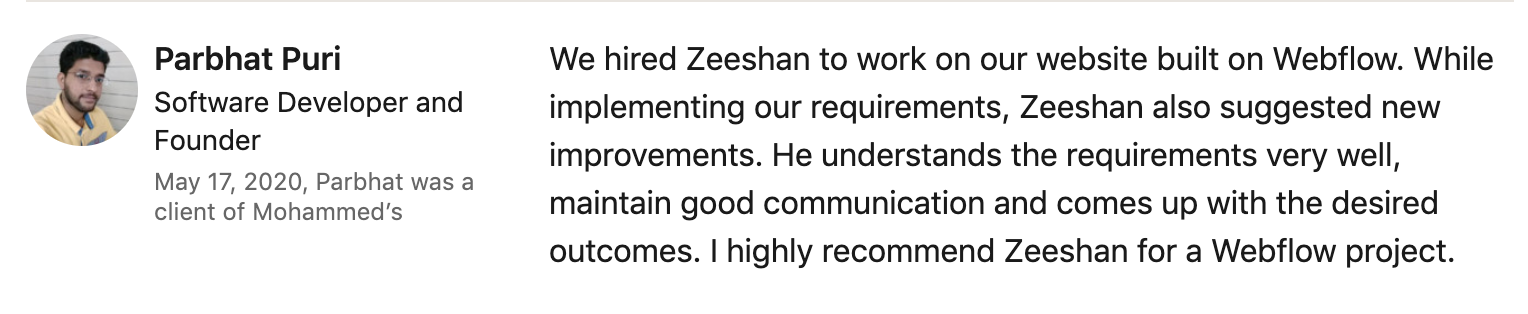 Parbhat Puri
Software Developer and
Founder
May 17, 2020, Parbhat was a
client of Mohammed’s
We hired Zeeshan to work on our website built on Webflow. While
implementing our requirements, Zeeshan also suggested new
improvements. He understands the requirements very well,
maintain good communication and comes up with the desired
outcomes. I highly recommend Zeeshan for a Webflow project.